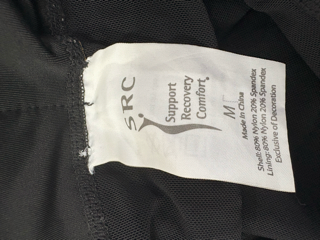 SRC
Support
Recovery
Comfort®
M
Made In China
Shell: 80% Nylon 20% Spandex
Lining: 80% Nylon 20% Spandex
Exclusive of Decoration